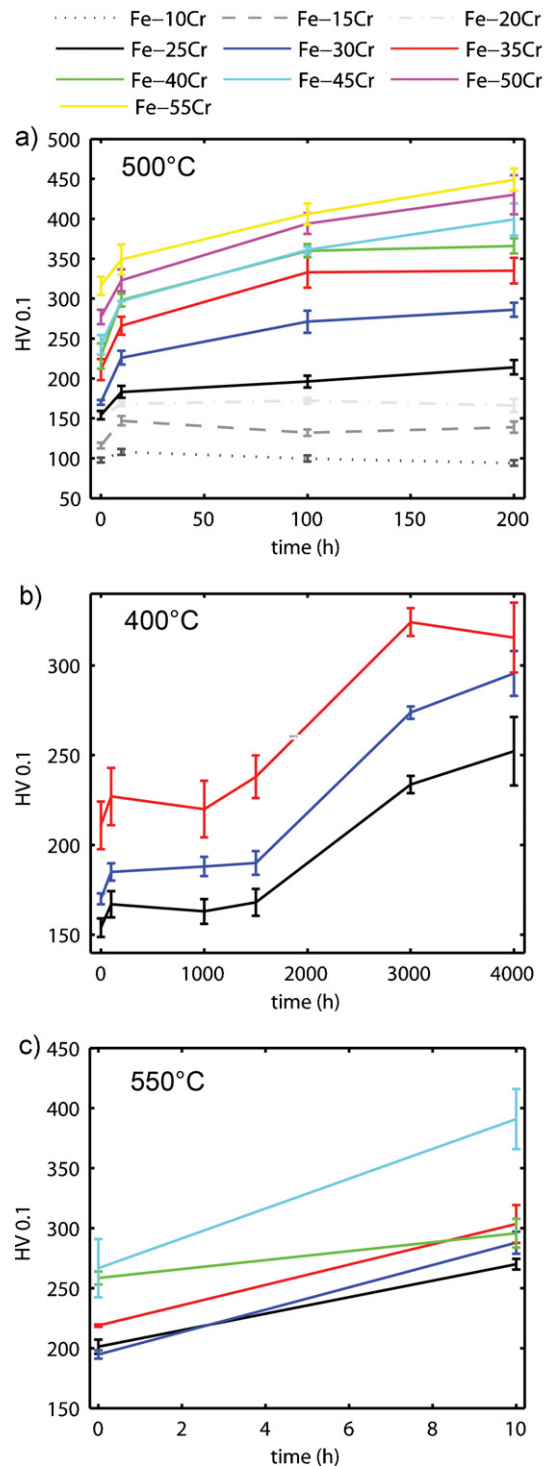 Fe−10Cr Fe−15Cr Fe−20Cr
Fe−25Cr Fe−30Cr Fe−35Cr
Fe−40Cr Fe−45Cr Fe−50Cr
Fe−55Cr
a)
500°C
500
450
400
350
300
250
200
150
100
50
HV 0.1
0 50 100 150 200
time (h)
b)
400°C
300
250
200
150
HV 0.1
0 1000 2000 3000 4000
time (h)
c)
550°C
450
400
350
300
250
200
150
HV 0.1
0 2 4 6 8 10
time (h)